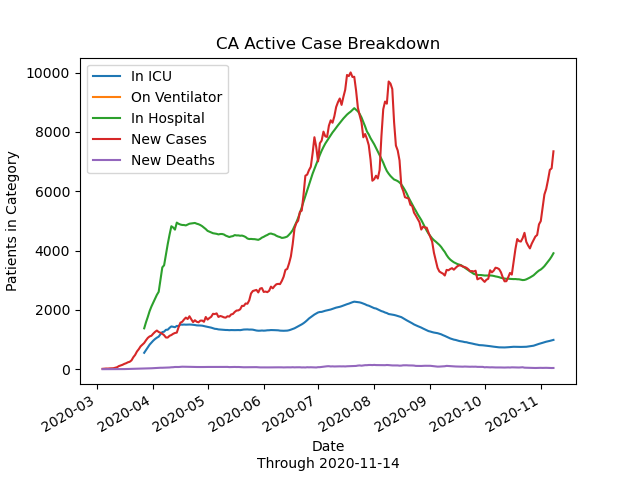 CA Active Case Breakdown
Patients in Category
10000
8000
6000
4000
2000
0
In ICU
On Ventilator
In Hospital
New Cases
New Deaths
2020-03
2020-04
2020-05
2020-06
2020-07
2020-08
2020-09
2020-10
2020-11
Date
Through 2020-11-14